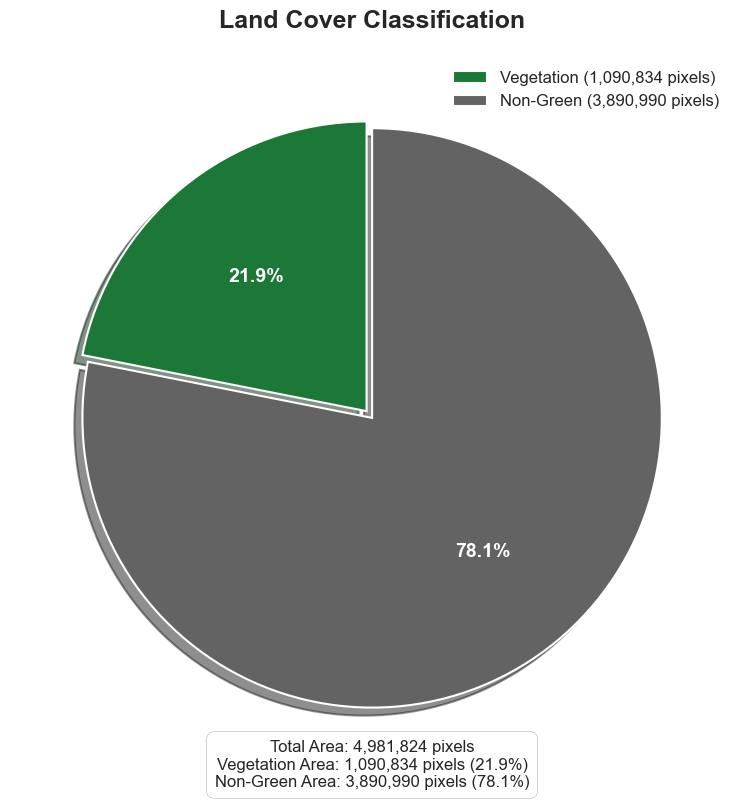 Land Cover Classification
Vegetation (1,090,834 pixels)
Non-Green (3,890,990 pixels)
21.9%
78.1%
Total Area: 4,981,824 pixels
Vegetation Area: 1,090,834 pixels (21.9%)
Non-Green Area: 3,890,990 pixels (78.1%)